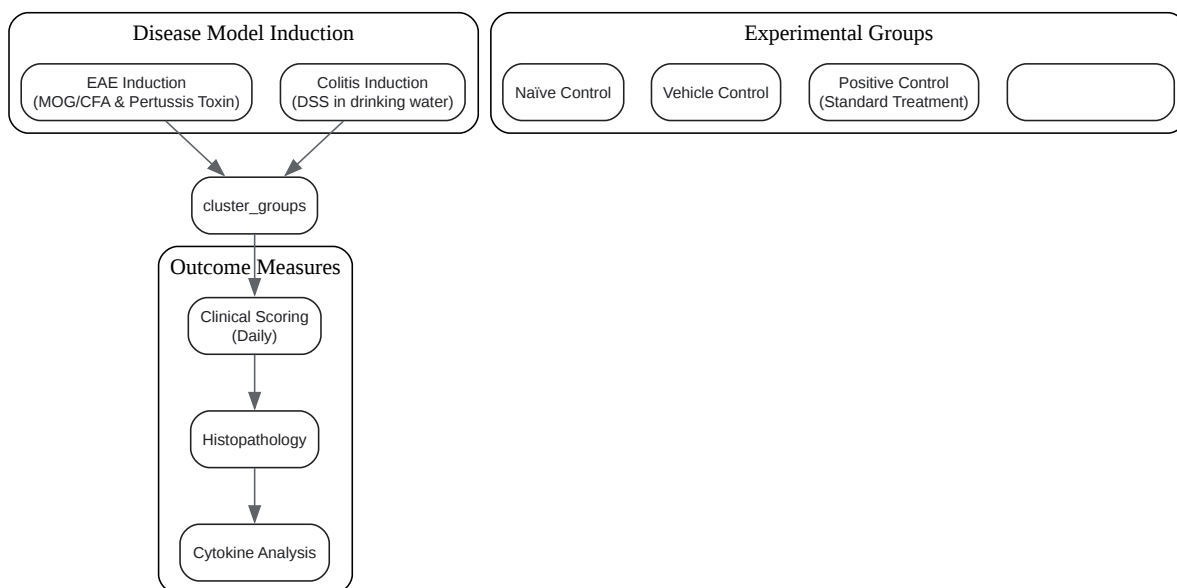 Disease Model Induction
EAE Induction
(MOG/CFA & Pertussis Toxin)
Colitis Induction
(DSS in drinking water)
Experimental Groups
Naïve Control
Vehicle Control
Positive Control
(Standard Treatment)
cluster_groups
Outcome Measures
Clinical Scoring
(Daily)
Histopathology
Cytokine Analysis